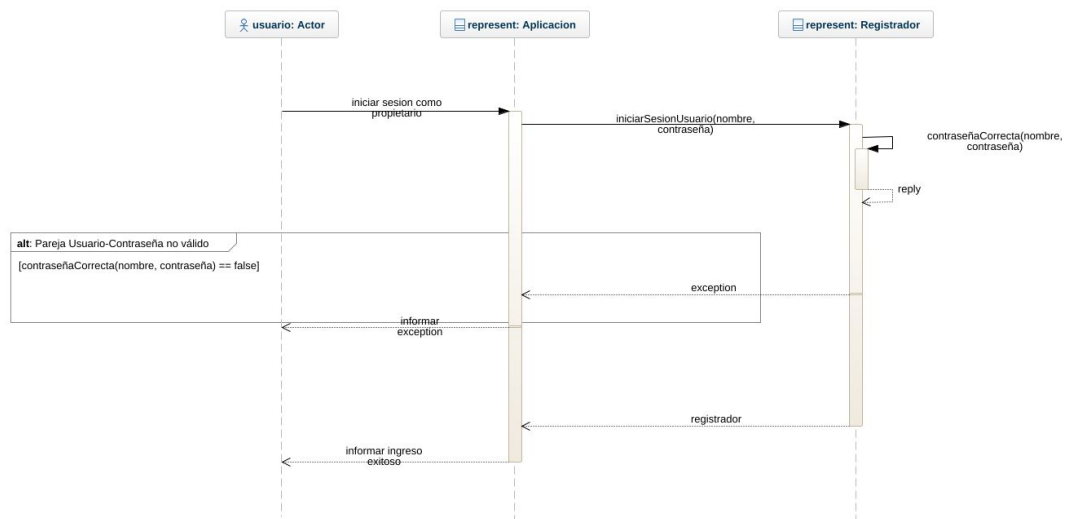 usuario: Actor
represent: Aplicacion
represent: Registrador
iniciar sesion como
propietario
iniciarSesionUsuario(nombre,
contraseña)
contraseñaCorrecta(nombre,
contraseña)
reply
alt: Pareja Usuario-Contraseña no válido
[contraseñaCorrecta(nombre, contraseña) == false]
exception
informar
exception
registrador
informar ingreso
exitoso